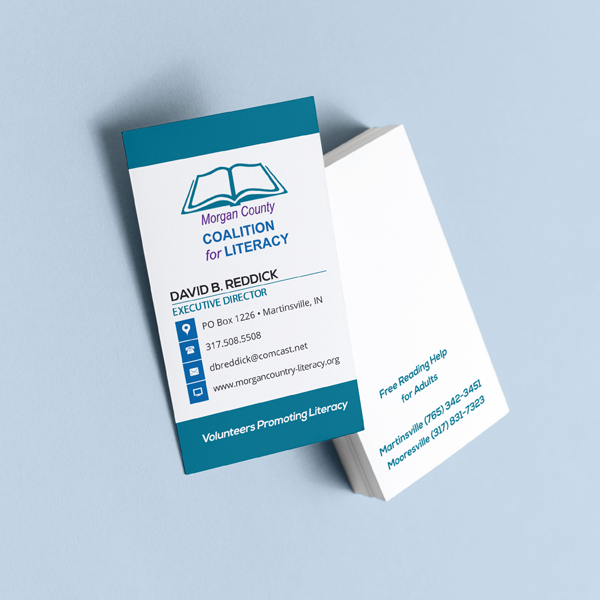 Morgan County
COALITION
for LITERACY
DAVID B. REDDICK
EXECUTIVE DIRECTOR
PO Box 1226 • Martinsville, IN
317.508.5508
dbreddick@comcast.net
www.morgancountry-literacy.org
Volunteers Promoting Literacy
Free Reading Help
for Adults
Martinsville (765) 342-3451
Mooresville (317) 831-7323